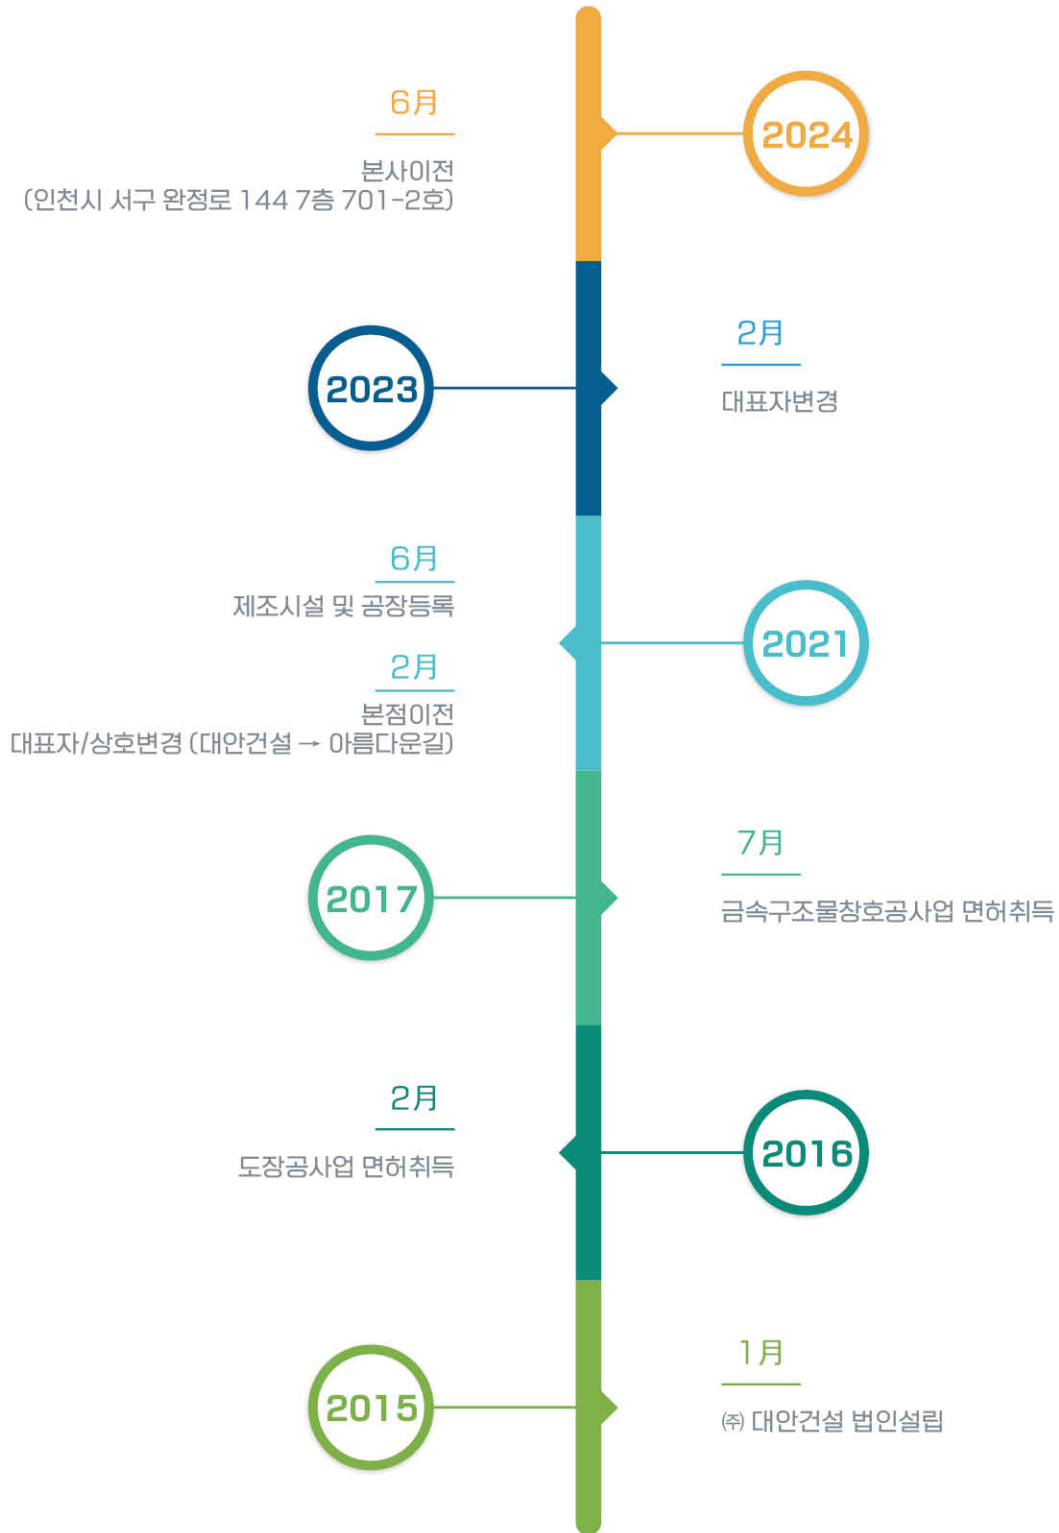 2024
6月
본사이전
(인천시 서구 완정로 144 7층 701-2호)
2023
2月
대표자변경
2021
6月
제조시설 및 공장등록
2月
본점이전
대표자/상호변경 (대안건설 → 아름다운길)
2017
7月
금속구조물창호공사업 면허취득
2016
2月
도장공사업 면허취득
2015
1月
㈜ 대안건설 법인설립